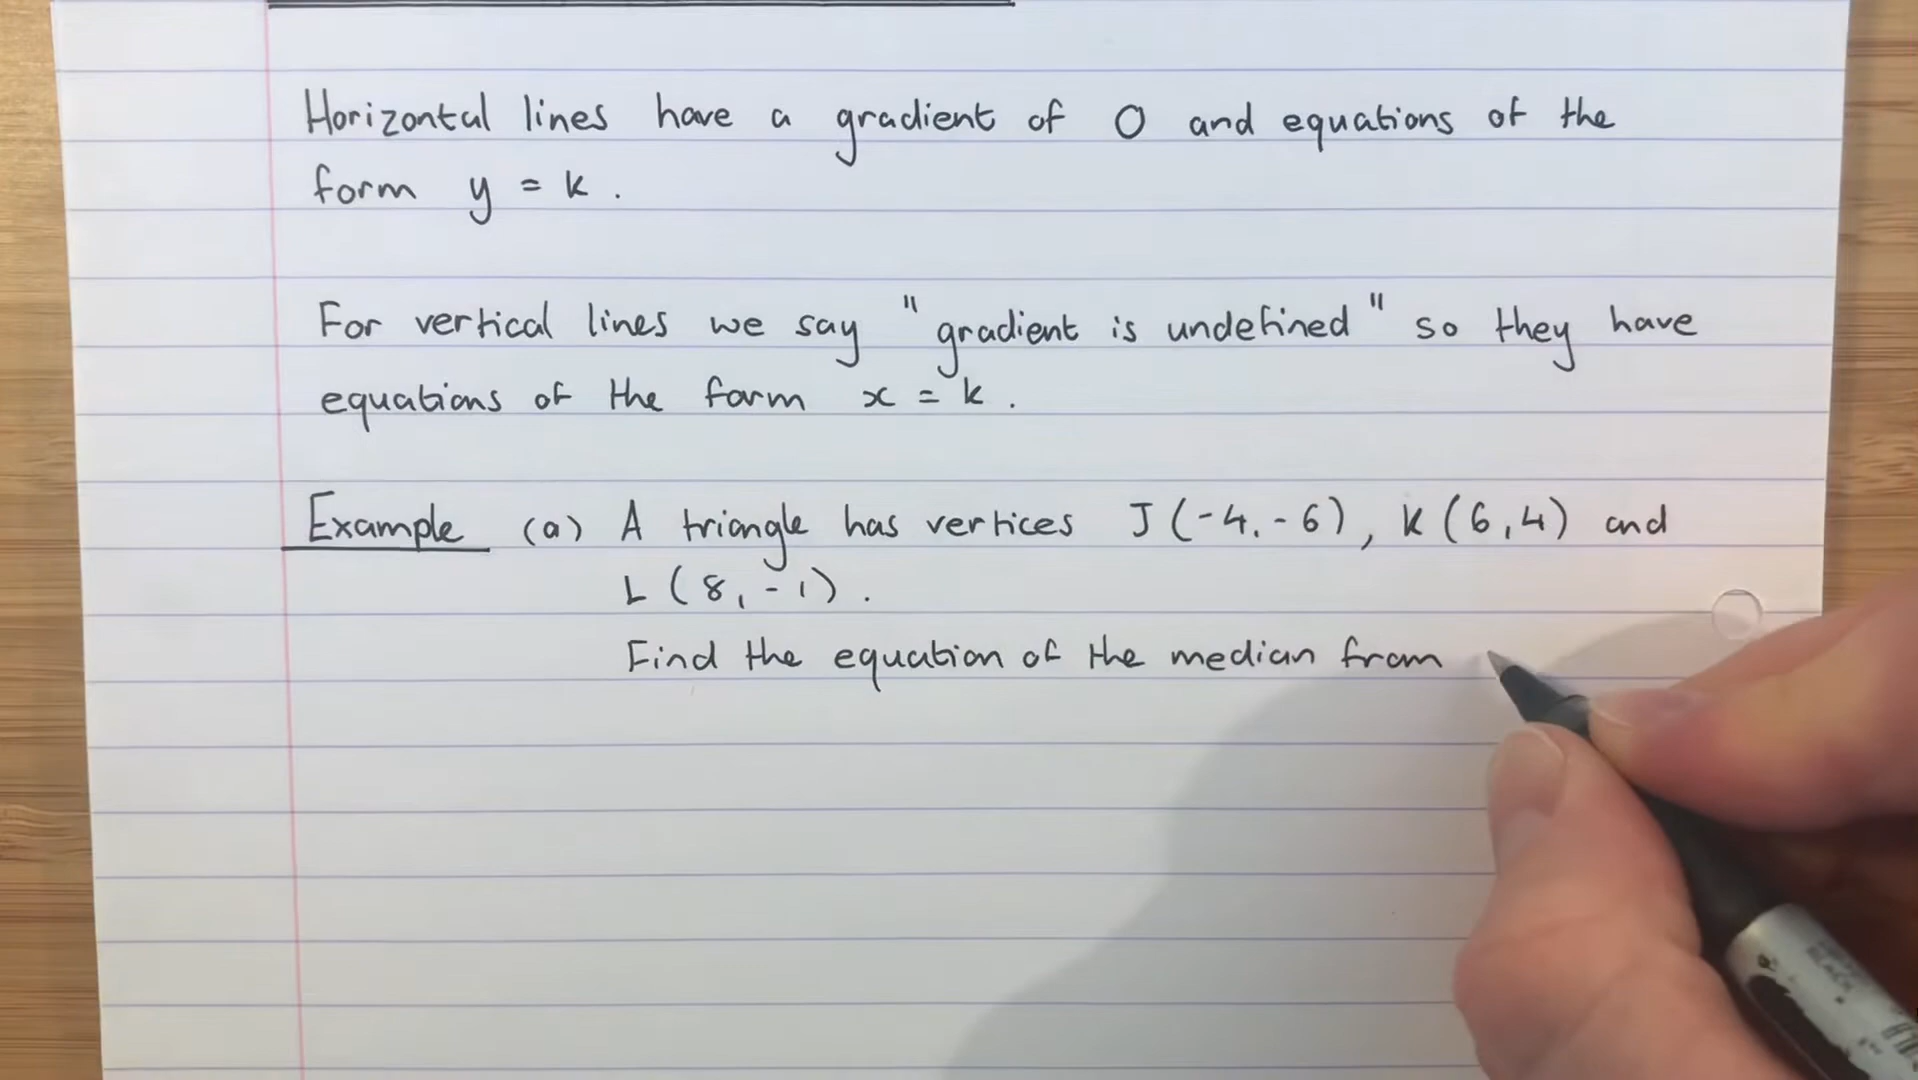 Horizontal lines have a gradient of 0 and equations of the
form y = k .
For vertical lines we say "gradient is undefined" so they have
equations of the form x = k .
Example (a) A triangle has vertices J(-4,-6), K(6,4) and
L(8,-1).
Find the equation of the median from